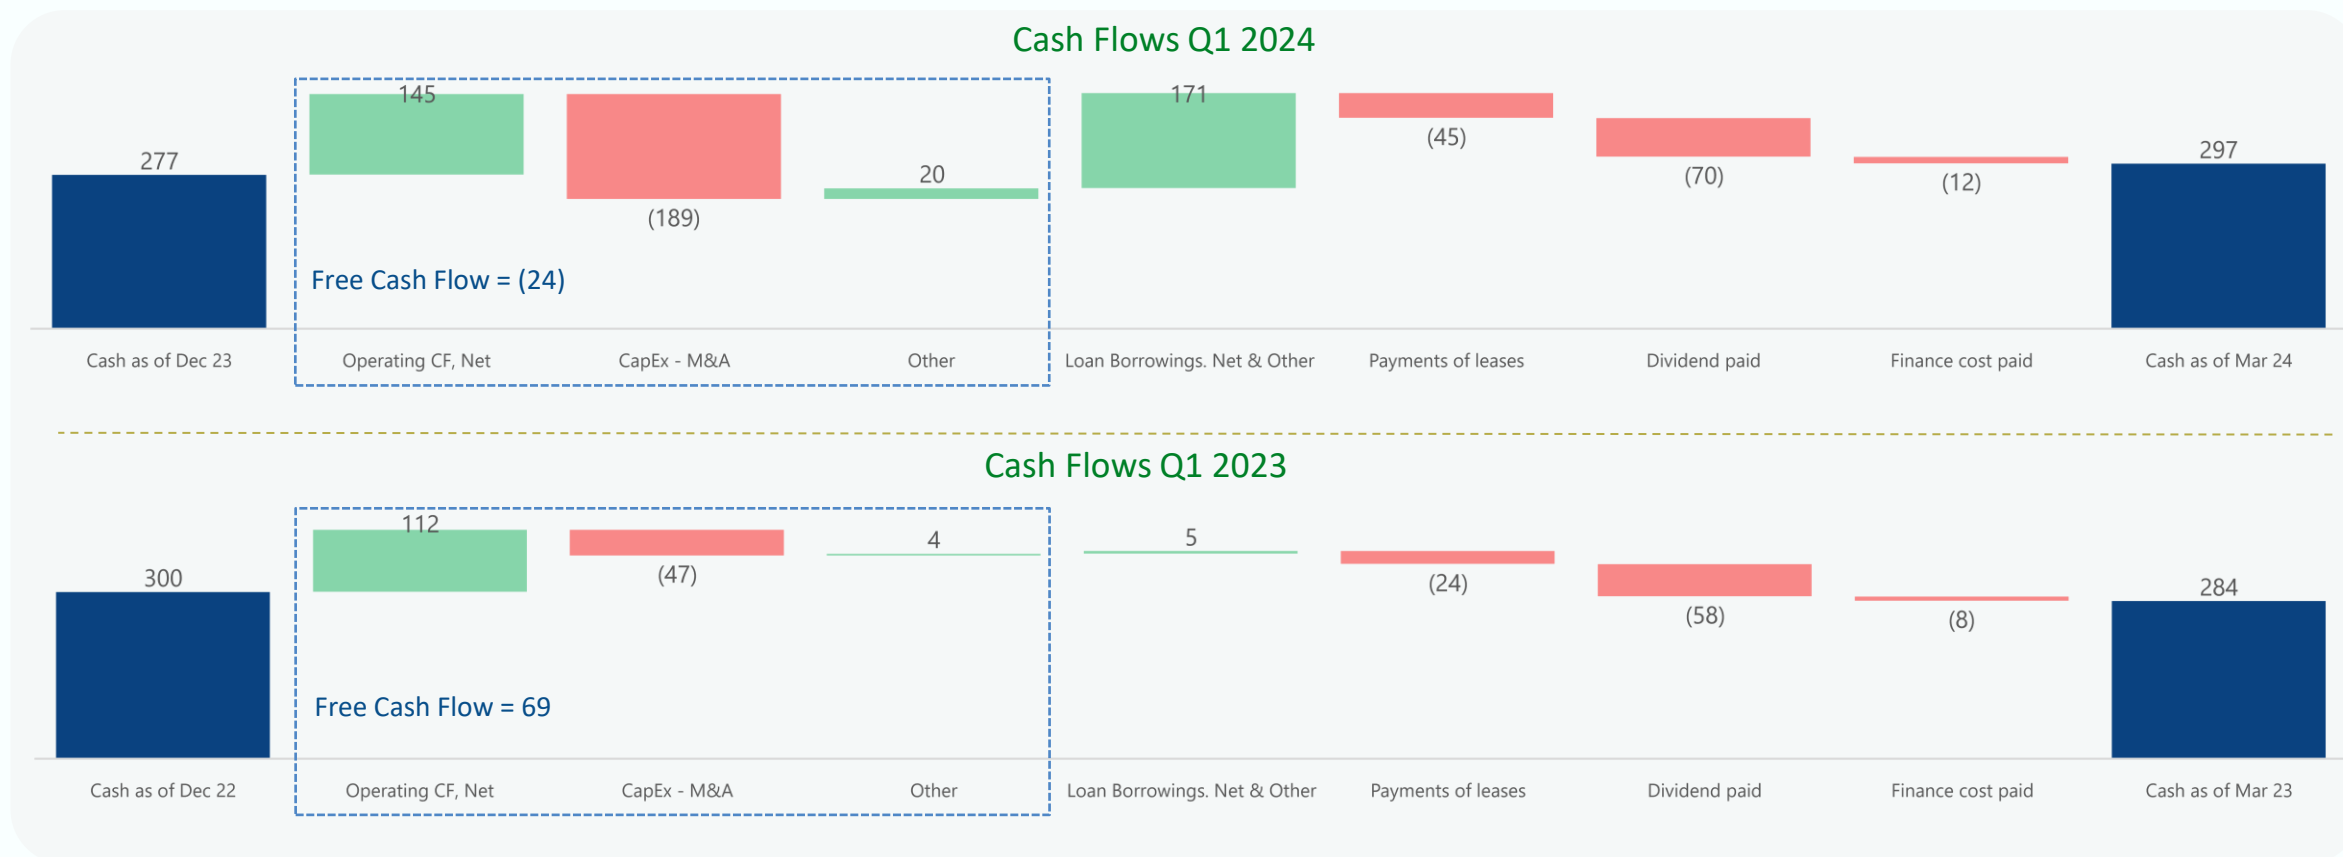 Cash Flows Q1 2024
145
171
277
20
(45)
(70)
(12)
297
(189)
Free Cash Flow = (24)
Cash as of Dec 23
Operating CF, Net
CapEx - M&A
Other
Loan Borrowings. Net & Other
Payments of leases
Dividend paid
Finance cost paid
Cash as of Mar 24
Cash Flows Q1 2023
112
300
(47)
4
5
(24)
(58)
(8)
284
Free Cash Flow = 69
Cash as of Dec 22
Operating CF, Net
CapEx - M&A
Other
Loan Borrowings. Net & Other
Payments of leases
Dividend paid
Finance cost paid
Cash as of Mar 23